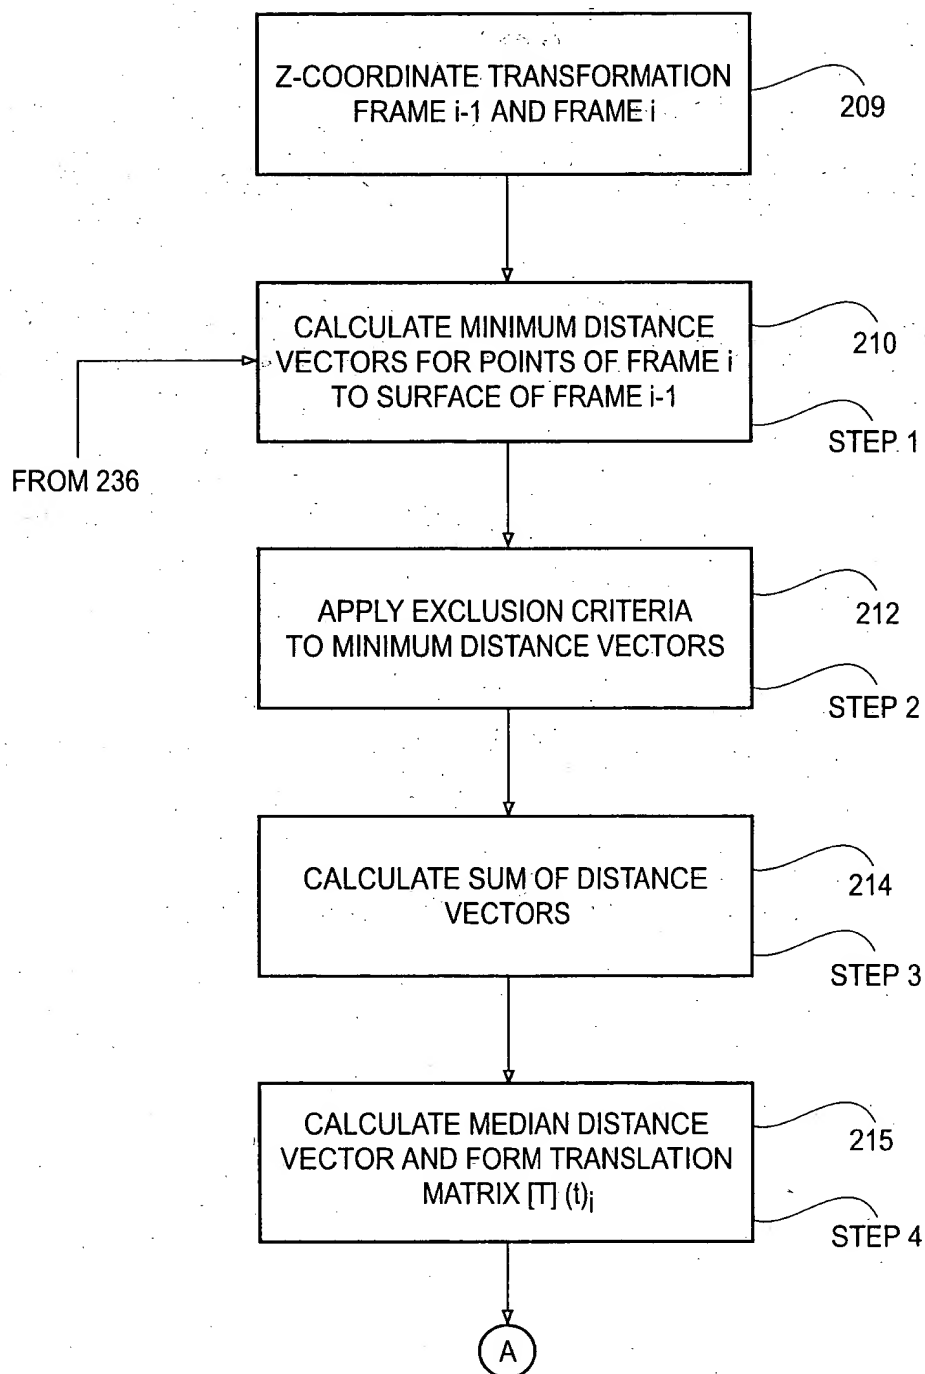 Z-COORDINATE TRANSFORMATION
FRAME i-1 AND FRAME i
209
CALCULATE MINIMUM DISTANCE
VECTORS FOR POINTS OF FRAME i
TO SURFACE OF FRAME i-1
210
STEP 1
FROM 236
APPLY EXCLUSION CRITERIA
TO MINIMUM DISTANCE VECTORS
212
STEP 2
CALCULATE SUM OF DISTANCE
VECTORS
214
STEP 3
CALCULATE MEDIAN DISTANCE
VECTOR AND FORM TRANSLATION
MATRIX [T] (t)i
215
STEP 4
A